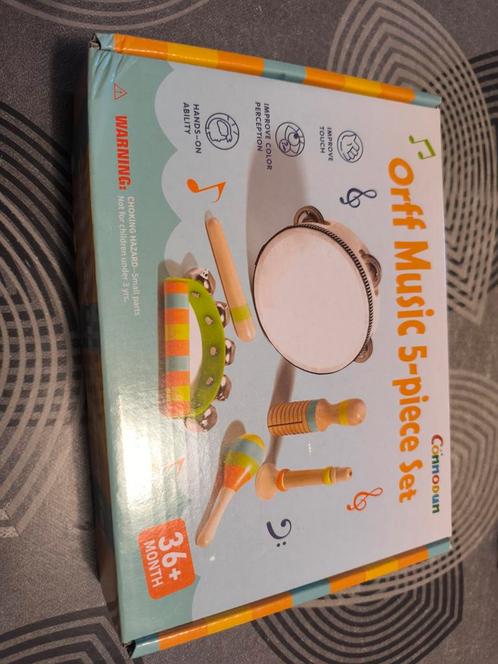 Cônnodun
Orff Music 5-piece Set
IMPROVE
TOUCH
IMPROVE COLOR
PERCEPTION
HANDS-ON
ABILITY
WARNING:
CHOKING HAZARD--Small parts
Not for children under 3 yrs.
36+
MONTH